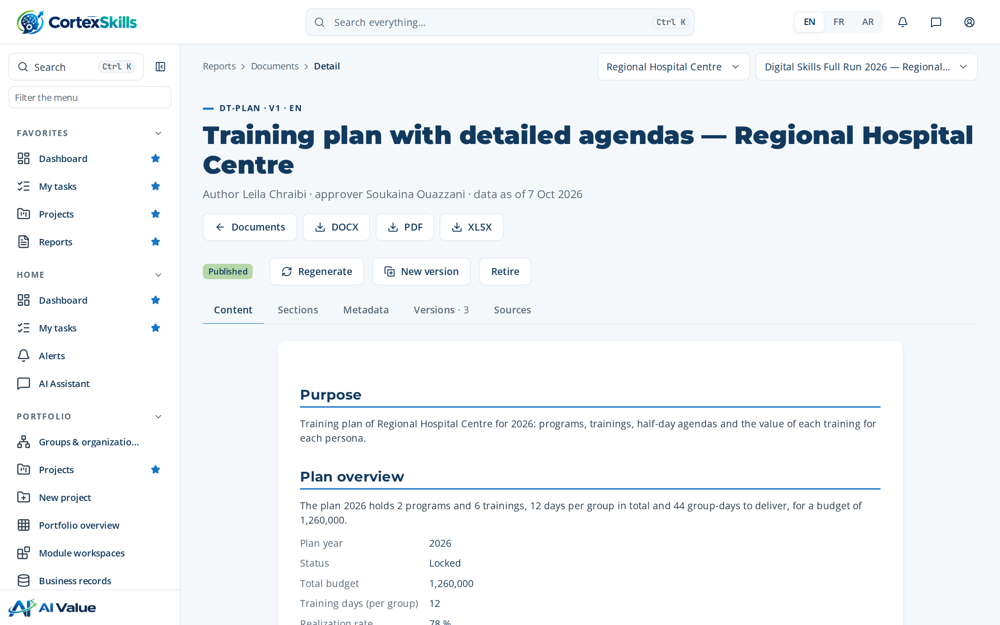 CortexSkills
Search everything...
Ctrl K
EN
FR
AR
Search
Ctrl K
Filter the menu
FAVORITES
Dashboard
My tasks
Projects
Reports
HOME
Dashboard
My tasks
Alerts
AI Assistant
PORTFOLIO
Groups & organizatio...
Projects
New project
Portfolio overview
Module workspaces
Business records
AI AI Value
Reports
Documents
Detail
Regional Hospital Centre
Digital Skills Full Run 2026 — Regional...
DT-PLAN · V1 · EN
Training plan with detailed agendas — Regional Hospital
Centre
Author Leila Chraibi · approver Soukaina Ouazzani · data as of 7 Oct 2026
Documents
DOCX
PDF
XLSX
Published
Regenerate
New version
Retire
Content
Sections
Metadata
Versions · 3
Sources
Purpose
Training plan of Regional Hospital Centre for 2026: programs, trainings, half-day agendas and the value of each training for
each persona.
Plan overview
The plan 2026 holds 2 programs and 6 trainings, 12 days per group in total and 44 group-days to deliver, for a budget of
1,260,000.
Plan year 2026
Status Locked
Total budget 1,260,000
Training days (per group) 12
Realization rate 78 %